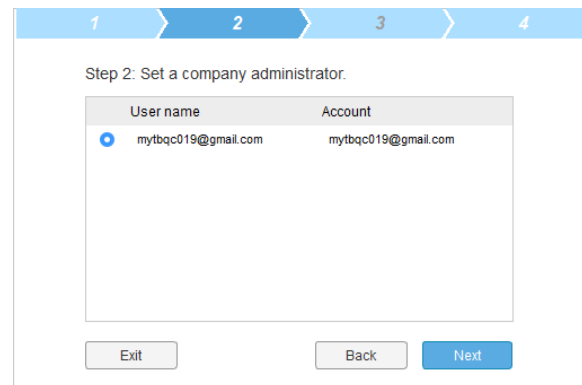 1 2 3 4
Step 2: Set a company administrator.
User name Account
mytbqc019@gmail.com mytbqc019@gmail.com
Exit Back Next